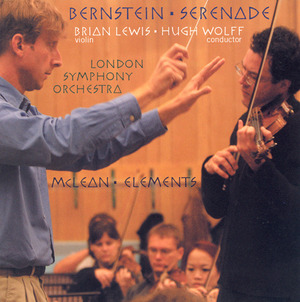 BERNSTEIN • SERENADE
BRIAN LEWIS • HUGH WOLFF
violin conductor
LONDON
SYMPHONY
ORCHESTRA
MCLEAN • ELEMENTS